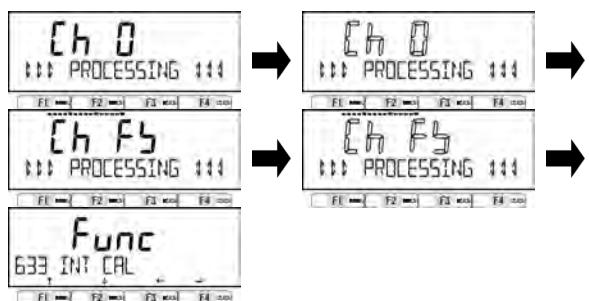 Ch 0
PROCESSING
F1 F2 F3 F4
Ch 0
PROCESSING
F1 F2 F3 F4
Ch FS
PROCESSING
F1 F2 F3 F4
Ch FS
PROCESSING
F1 F2 F3 F4
Func
633 INT CAL
F1 F2 F3 F4